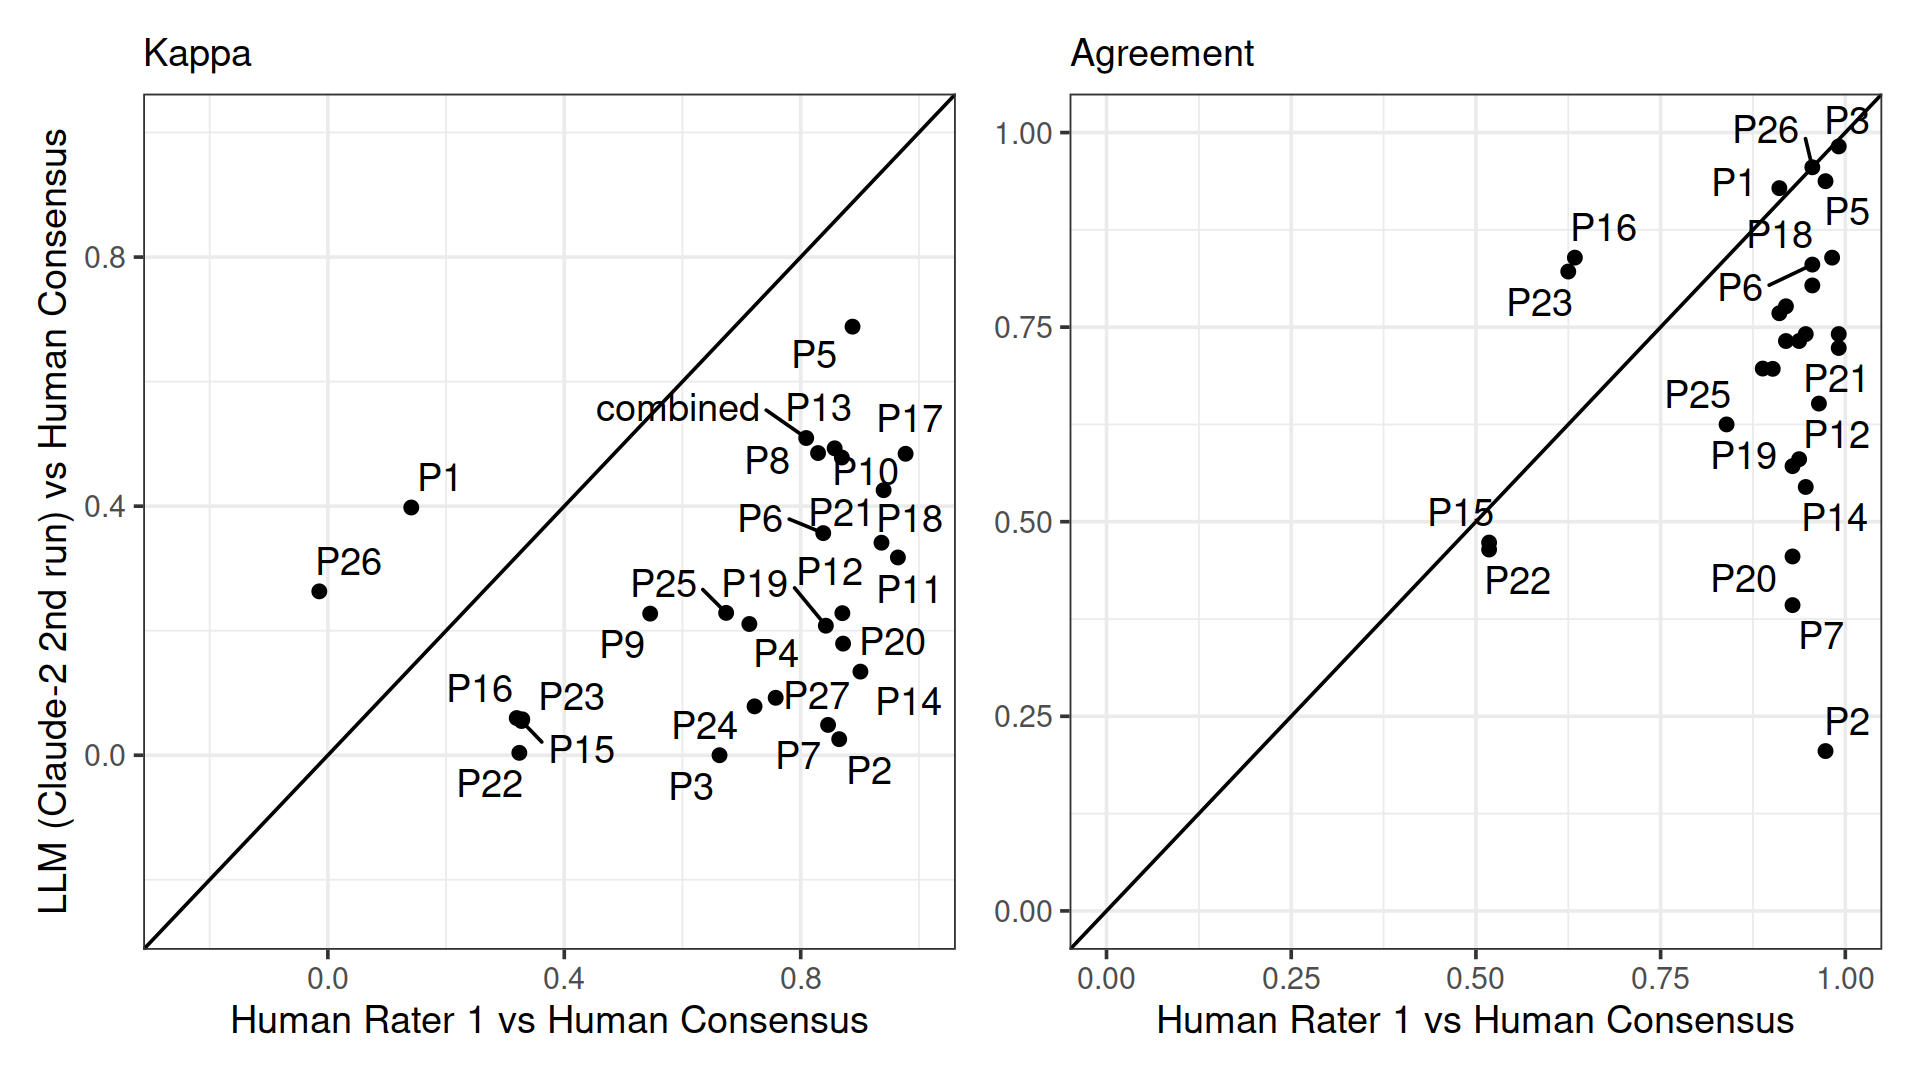 Kappa
LLM (Claude-2 2nd run) vs Human Consensus
0.8
0.4
0.0
P5
combined
P13
P17
P8
P10
P1
P6
P21
P18
P26
P12
P11
P25
P19
P9
P4
P20
P16
P23
P27
P14
P24
P15
P7
P2
P22
P3
0.0
0.4
0.8
Human Rater 1 vs Human Consensus
Agreement
1.00
0.75
0.50
0.25
0.00
P3
P26
P1
P5
P16
P18
P6
P23
P21
P25
P12
P19
P15
P14
P22
P20
P7
P2
0.00
0.25
0.50
0.75
1.00
Human Rater 1 vs Human Consensus